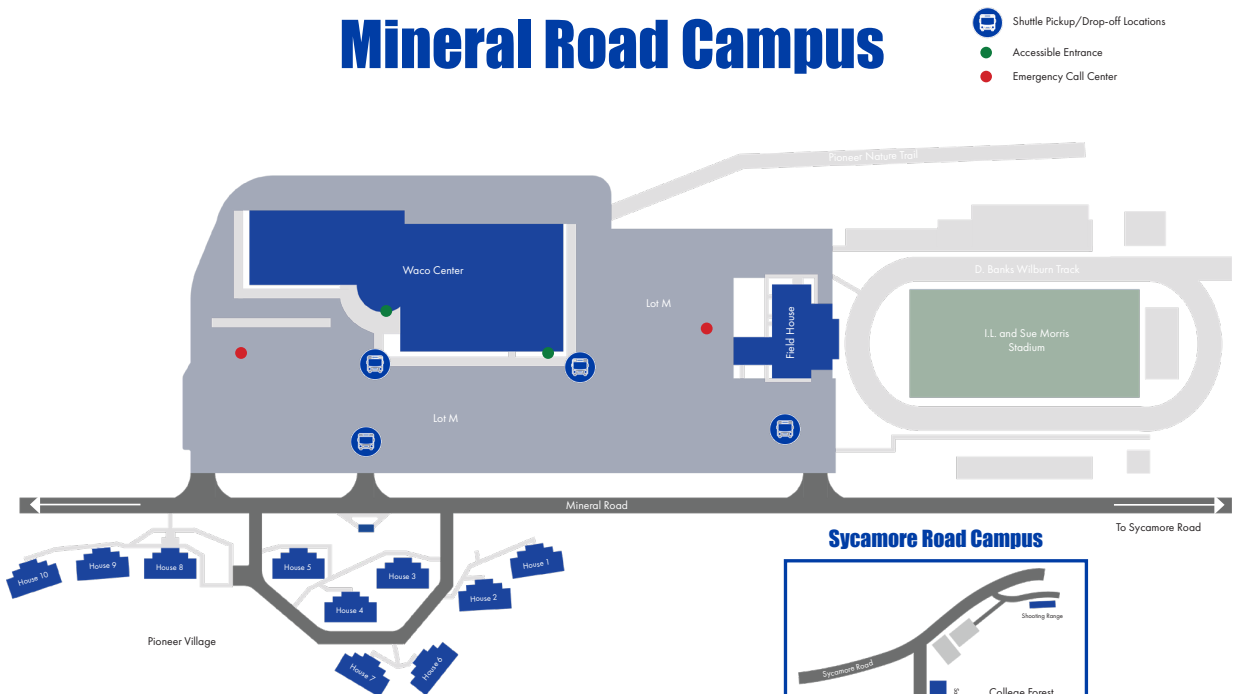 Mineral Road Campus
Shuttle Pickup/Drop-off Locations
Accessible Entrance
Emergency Call Center
Pioneer Nature Trail
Waco Center
D. Banks Wilburn Track
Lot M
Field House
I.L. and Sue Morris
Stadium
Lot M
Mineral Road
To Sycamore Road
House 10
House 9
House 8
House 5
House 3
House 4
House 1
House 2
House 7
House 6
Pioneer Village
Sycamore Road Campus
Shooting Range
Sycamore Road
College Forest